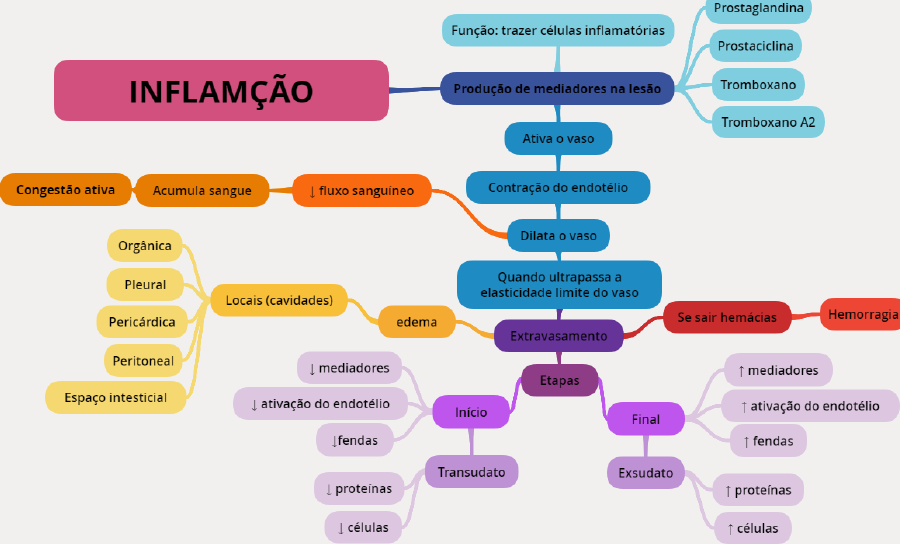 INFLAMÇÃO
Função: trazer células inflamatórias
Produção de mediadores na lesão
Prostaglandina
Prostaciclina
Tromboxano
Tromboxano A2
Ativa o vaso
Contração do endotélio
Dilata o vaso
↓ fluxo sanguíneo
Acumula sangue
Congestão ativa
Quando ultrapassa a
elasticidade limite do vaso
Extravasamento
Se sair hemácias
Hemorragia
edema
Locais (cavidades)
Orgânica
Pleural
Pericárdica
Peritoneal
Espaço intesticial
Etapas
Início
↓ mediadores
↓ ativação do endotélio
↓fendas
Transudato
↓ proteínas
↓ células
Final
↑ mediadores
↑ ativação do endotélio
↑ fendas
Exsudato
↑ proteínas
↑ células